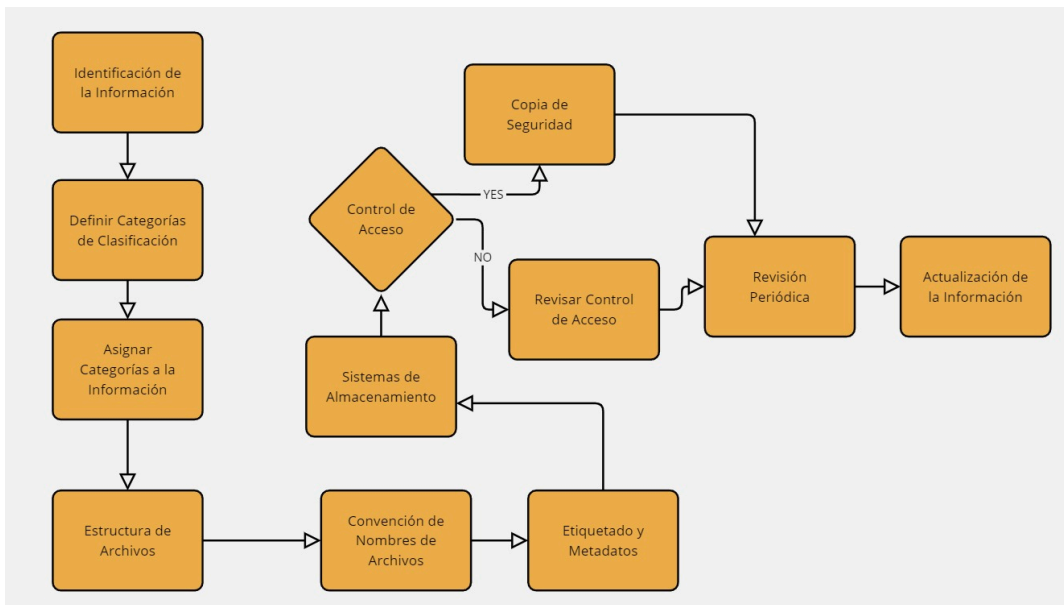 Identificación de
la Información
Definir Categorías
de Clasificación
Asignar
Categorías a la
Información
Estructura de
Archivos
Convención de
Nombres de
Archivos
Etiquetado y
Metadatos
Sistemas de
Almacenamiento
Control de
Acceso
YES
NO
Copia de
Seguridad
Revisar Control
de Acceso
Revisión
Periódica
Actualización de
la Información